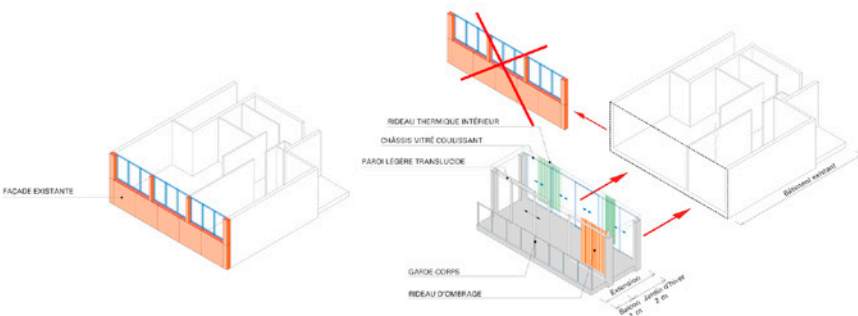 RIDEAU THERMIQUE INTÉRIEUR
CHÂSSIS VITRÉ COULISSANT
PAROI LÉGÈRE TRANSLUCIDE
FAÇADE EXISTANTE
Bâtiment existant
GARDE-CORPS
RIDEAU D'OMBRAGE
Extension
Balcon Jardin d'hiver
1 m 2 m